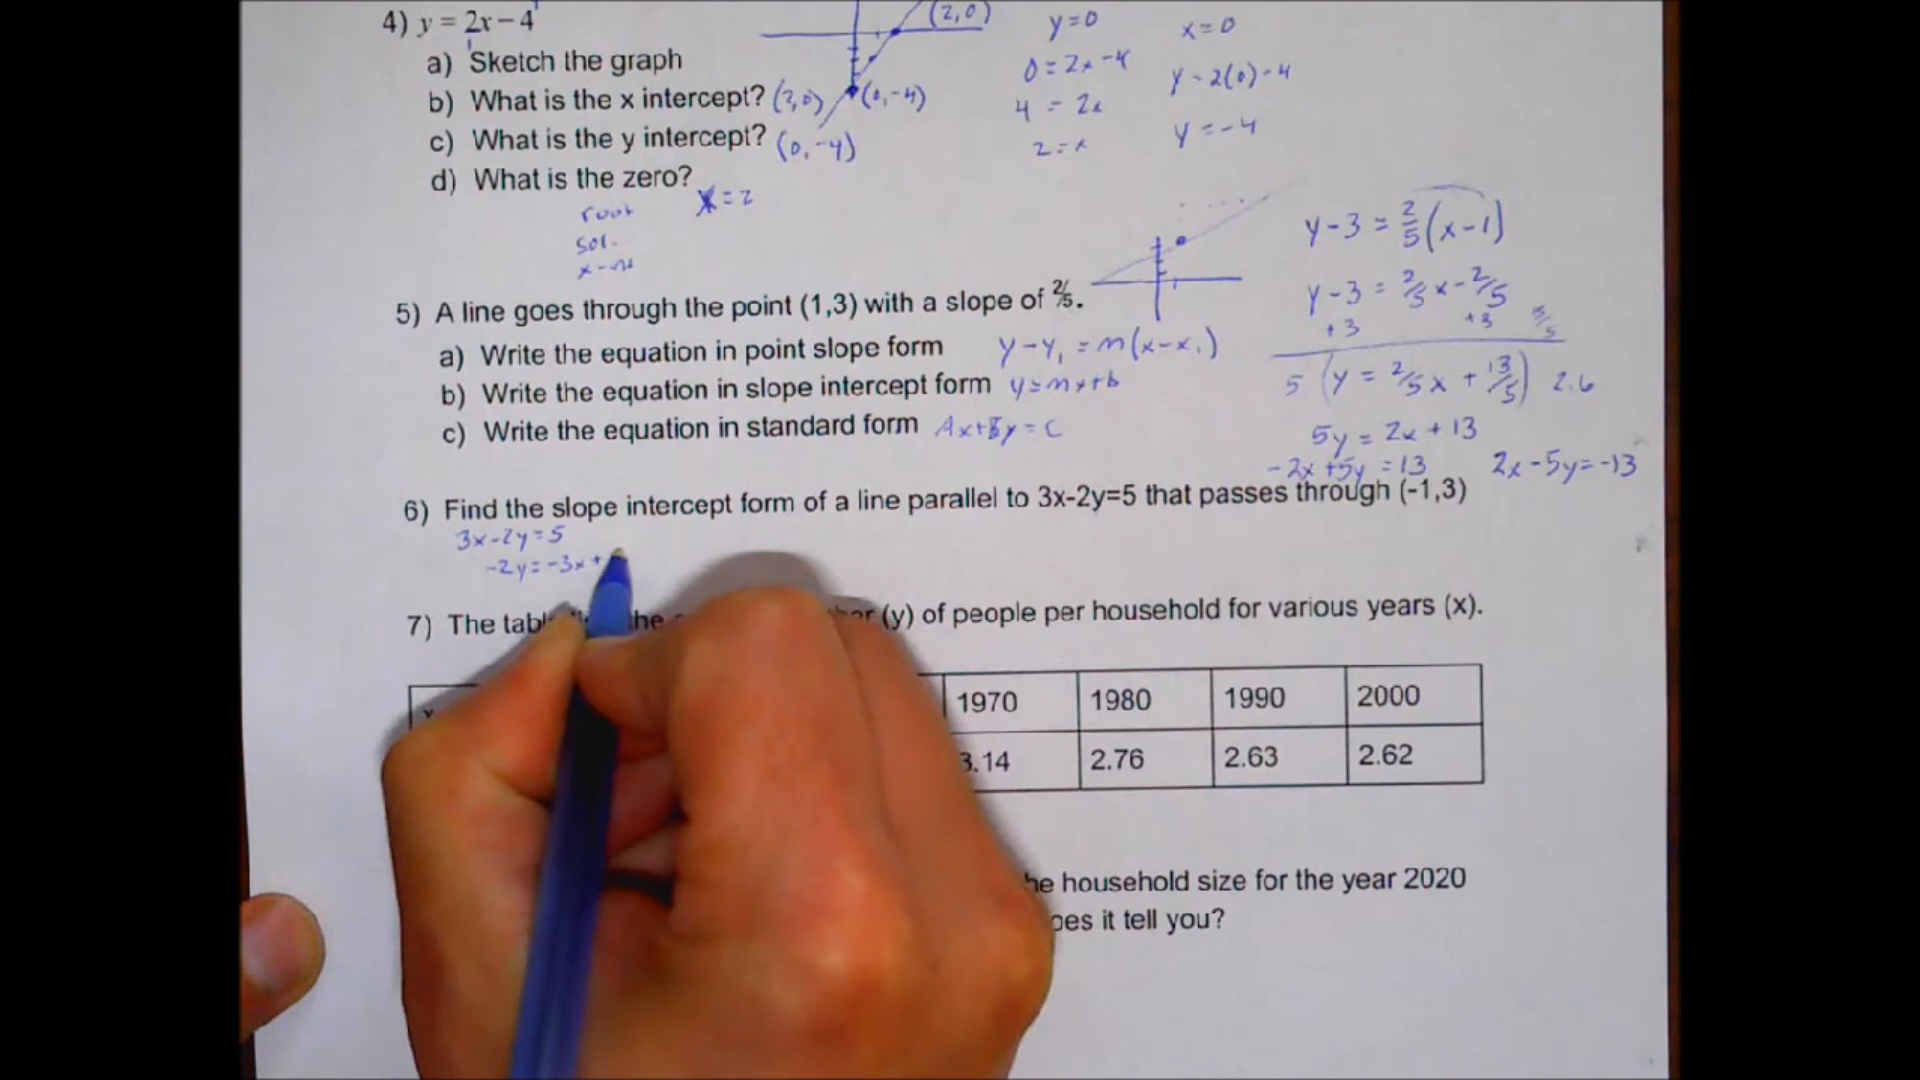 4) y = 2x − 4
(2,0)
y=0
x=0
a) Sketch the graph
0=2x-4
y-2(0)-4
b) What is the x intercept? (2,0)
(0,-4)
4 = 2x
c) What is the y intercept? (0,-4)
2=x
y=-4
d) What is the zero?
x=2
root
sol.
y-3 = 2/5(x-1)
y-3 = 2/5x-2/5
+3 +3
5) A line goes through the point (1,3) with a slope of ⅖.
a) Write the equation in point slope form y-y₁=m(x-x₁)
5 (y = 2/5x + 13/5) 2.6
b) Write the equation in slope intercept form y=mx+b
c) Write the equation in standard form Ax+By=C
5y = 2x + 13
-2x+5y=13 2x-5y=-13
6) Find the slope intercept form of a line parallel to 3x-2y=5 that passes through (-1,3)
3x-2y=5
-2y=-3x+
7) The (y) of people per household for various years (x).
1970 1980 1990 2000
3.14 2.76 2.63 2.62
household size for the year 2020
it tell you?